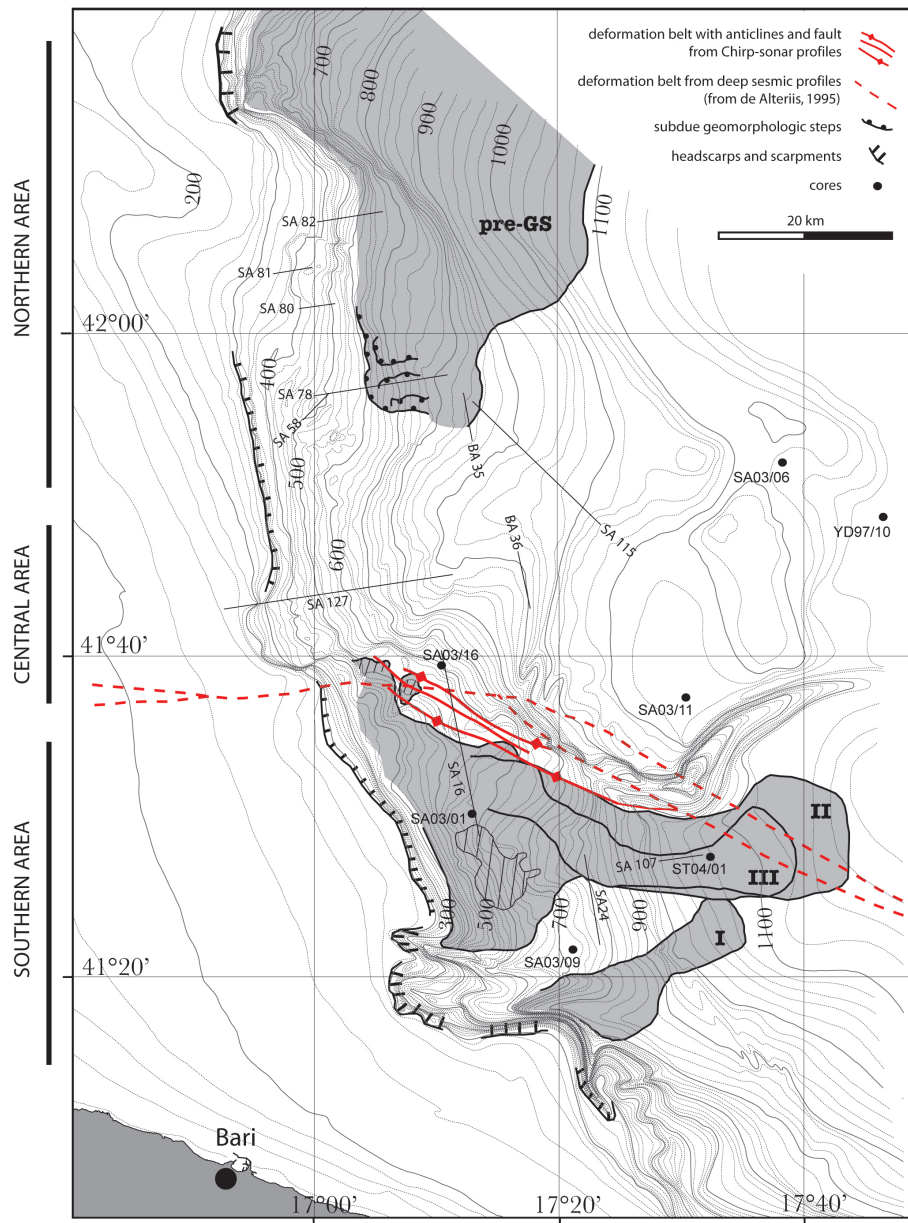 deformation belt with anticlines and fault
from Chirp-sonar profiles
deformation belt from deep sesmic profiles
(from de Alteriis, 1995)
subdue geomorphologic steps
headscarps and scarpments
cores
20 km
NORTHERN AREA
CENTRAL AREA
SOUTHERN AREA
700
800
900
1000
1100
200
pre-GS
SA 82
SA 81
SA 80
42°00'
400
SA 78
SA 58
500
BA 35
SA 115
SA03/06
YD97/10
BA 36
600
SA 127
41°40'
SA03/16
SA03/11
SA 16
SA03/01
II
SA 107
ST04/01
III
300
500
700
SA24
900
1100
I
SA03/09
41°20'
Bari
17°00'
17°20'
17°40'